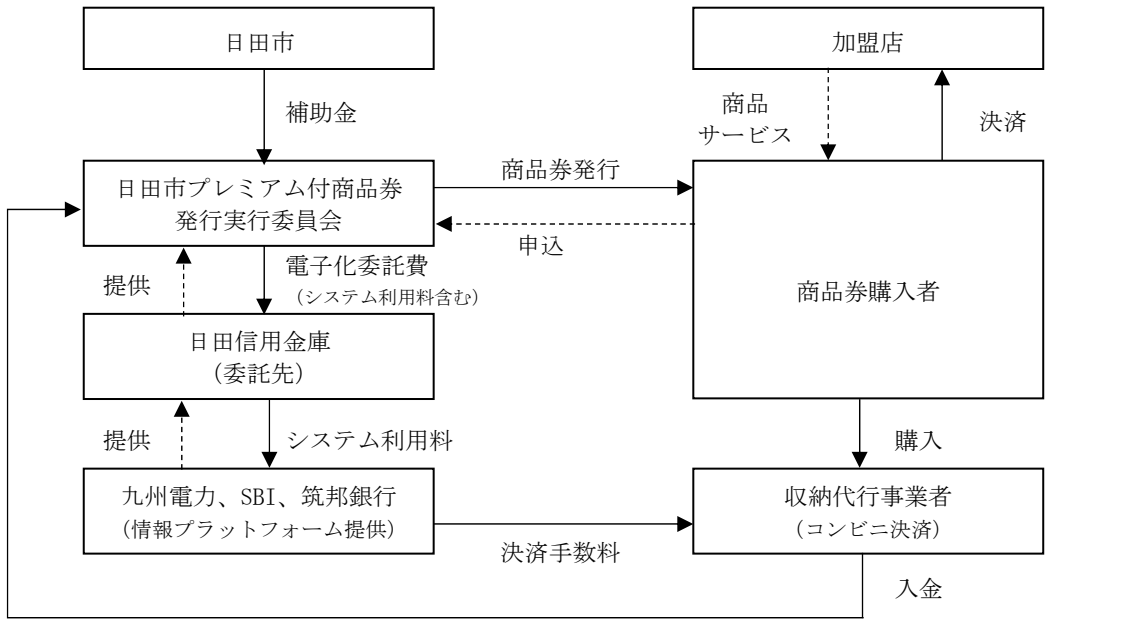 日田市
加盟店
補助金
商品
サービス
決済
日田市プレミアム付商品券
発行実行委員会
商品券発行
申込
提供
電子化委託費
（システム利用料含む）
商品券購入者
日田信用金庫
（委託先）
提供
システム利用料
購入
九州電力、SBI、筑邦銀行
（情報プラットフォーム提供）
収納代行事業者
（コンビニ決済）
決済手数料
入金